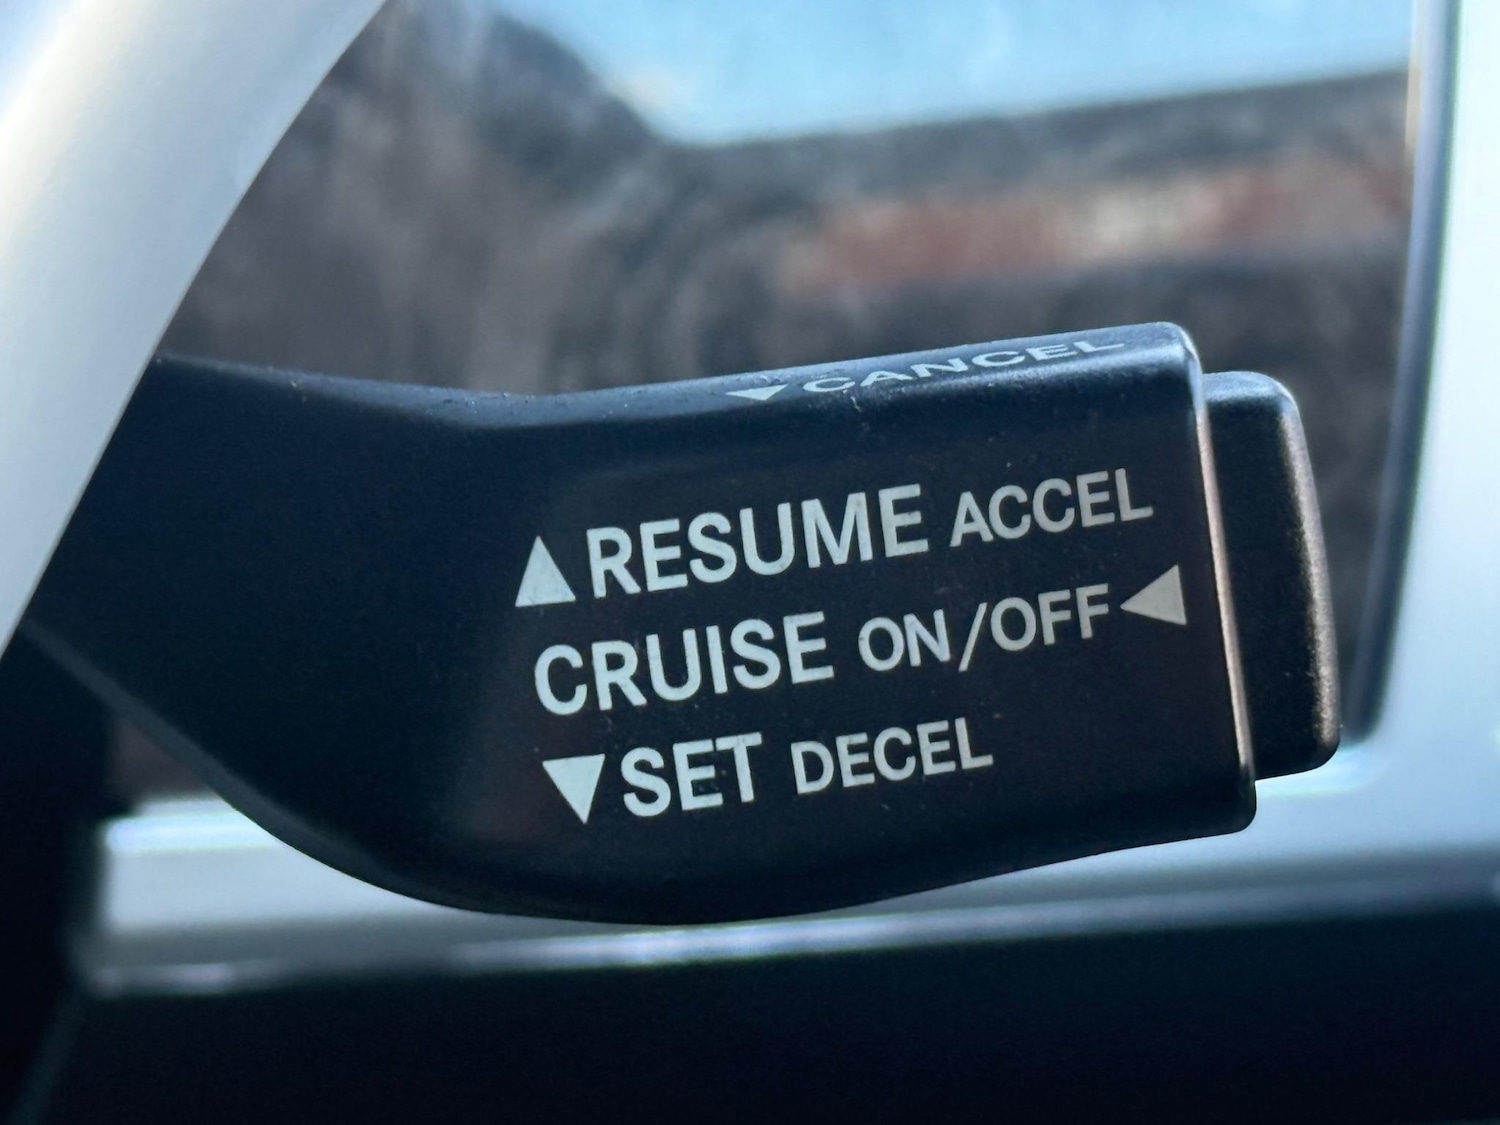 ▼CANCEL
▲RESUME ACCEL
CRUISE ON/OFF◀
▼SET DECEL